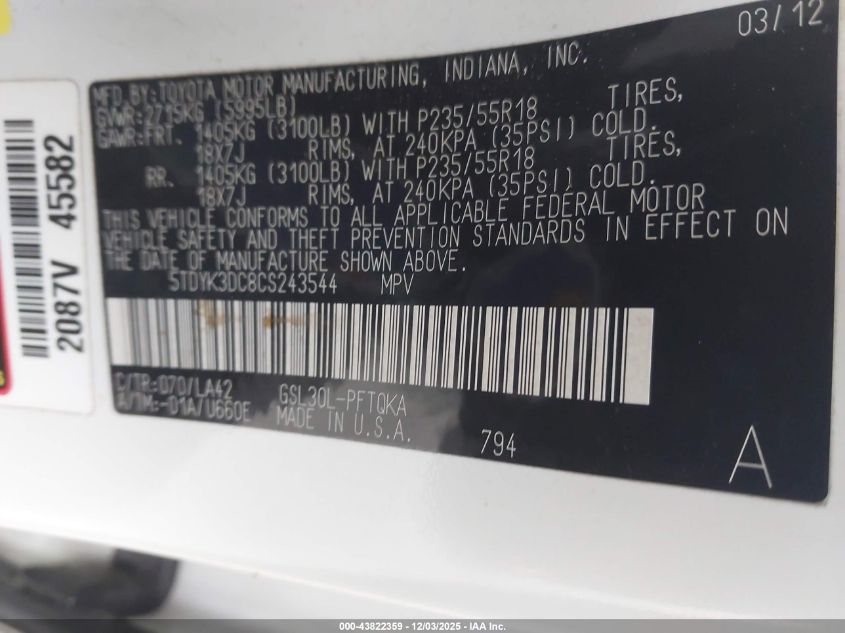 03/12
MFD.BY:TOYOTA MOTOR MANUFACTURING, INDIANA, INC.
GVWR:2715KG (5995LB)
GAWR:FRT. 1405KG (3100LB) WITH P235/55R18 TIRES,
18X7J RIMS, AT 240KPA (35PSI) COLD.
RR. 1405KG (3100LB) WITH P235/55R18 TIRES,
18X7J RIMS, AT 240KPA (35PSI) COLD.
THIS VEHICLE CONFORMS TO ALL APPLICABLE FEDERAL MOTOR
VEHICLE SAFETY AND THEFT PREVENTION STANDARDS IN EFFECT ON
THE DATE OF MANUFACTURE SHOWN ABOVE.
5TDYK3DC8CS243544 MPV
C/TR:070/LA42
A/TM:-01A/U660E
GSL30L-PFTQKA
MADE IN U.S.A.
794
A
2087V 45582
000-43822359 - 12/03/2025 - IAA Inc.